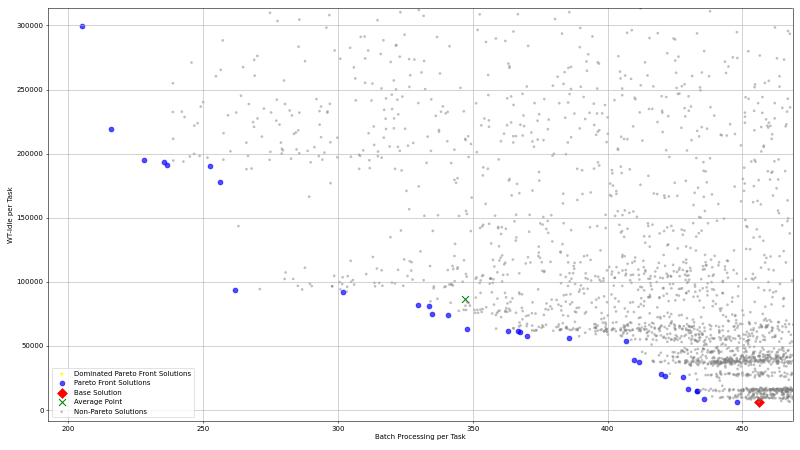 300000
250000
200000
150000
100000
50000
0
WT-Idle per Task
Dominated Pareto Front Solutions
Pareto Front Solutions
Base Solution
Average Point
Non-Pareto Solutions
200 250 300 350 400 450
Batch Processing per Task